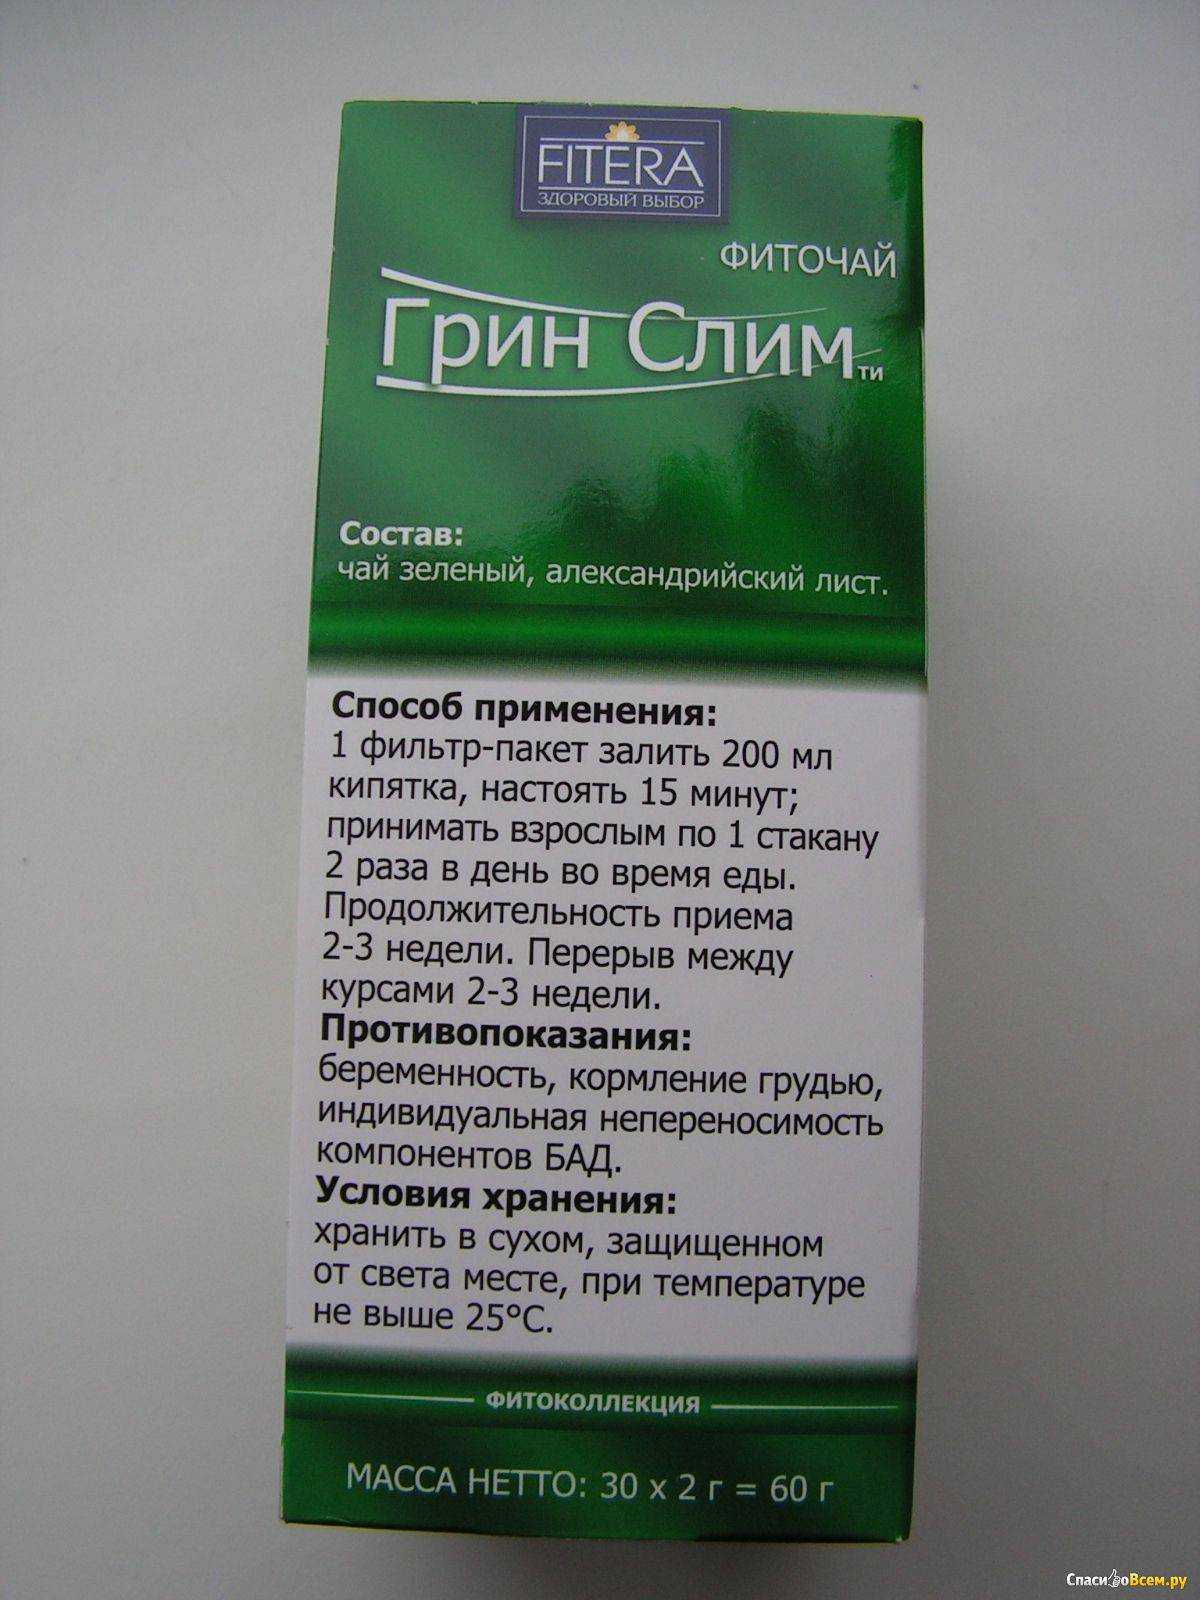 FITERA
ЗДОРОВЫЙ ВЫБОР
ФИТОЧАЙ
Грин Слим ти
Состав:
чай зеленый, александрийский лист.
Способ применения:
1 фильтр-пакет залить 200 мл
кипятка, настоять 15 минут;
принимать взрослым по 1 стакану
2 раза в день во время еды.
Продолжительность приема
2-3 недели. Перерыв между
курсами 2-3 недели.
Противопоказания:
беременность, кормление грудью,
индивидуальная непереносимость
компонентов БАД.
Условия хранения:
хранить в сухом, защищенном
от света месте, при температуре
не выше 25°С.
ФИТОКОЛЛЕКЦИЯ
МАССА НЕТТО: 30 х 2 г = 60 г
СпасибоВсем.ру